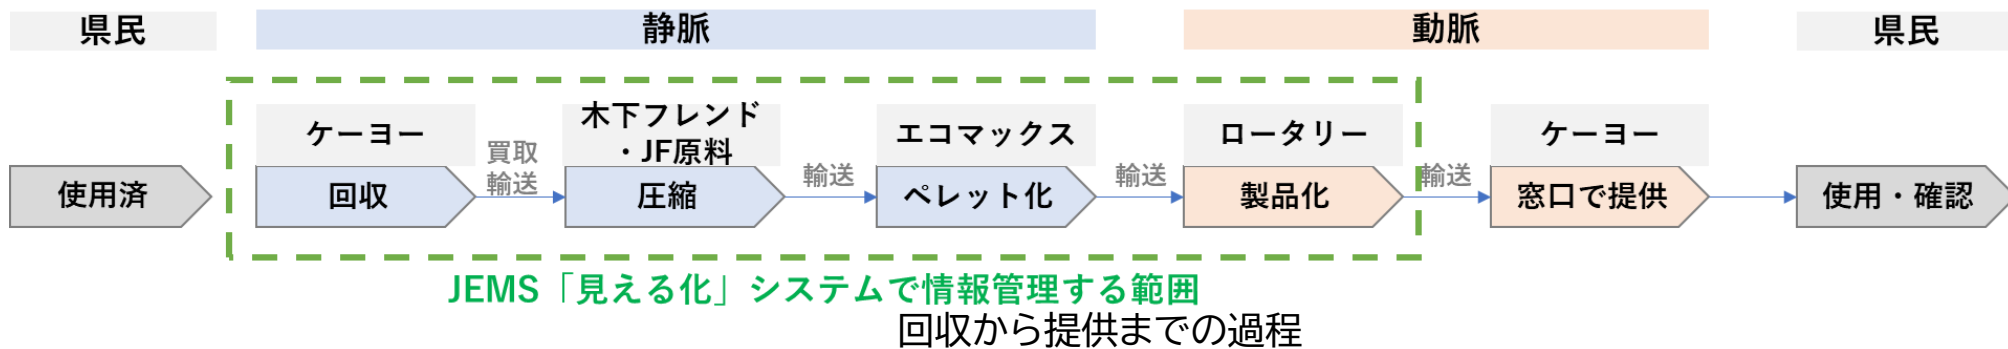 県民
静脈
動脈
県民
ケーヨー
木下フレンド
・JF原料
エコマックス
ロータリー
ケーヨー
使用済
回収
買取
輸送
圧縮
輸送
ペレット化
輸送
製品化
輸送
窓口で提供
使用・確認
JEMS「見える化」システムで情報管理する範囲
回収から提供までの過程